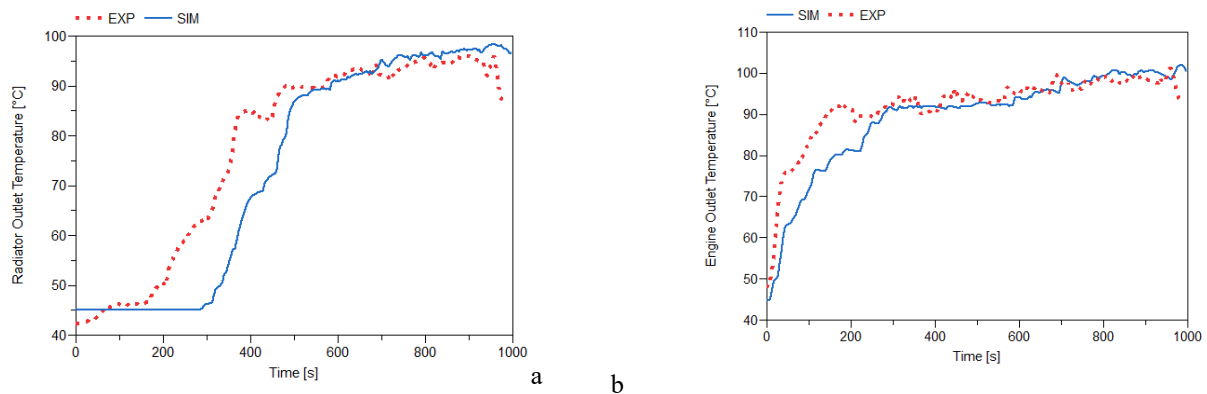 EXP SIM
100
90
80
70
60
50
40
0 200 400 600 800 1000
Radiator Outlet Temperature [°C]
Time [s]
a
SIM EXP
110
100
90
80
70
60
50
40
0 200 400 600 800 1000
Engine Outlet Temperature [°C]
Time [s]
b